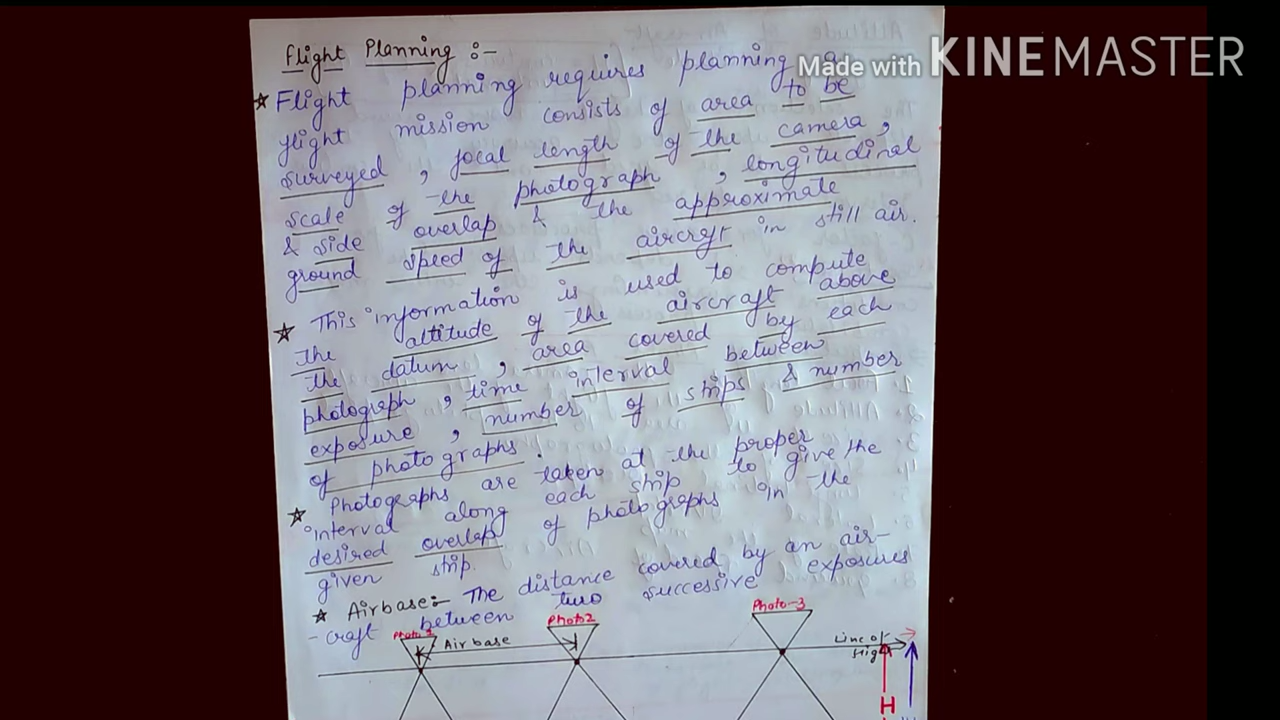 Made with KINEMASTER
Flight Planning :-
☆ Flight planning requires planning a
flight mission consists of area to be
surveyed, focal length of the camera,
scale of the photograph, longitudinal
& side overlap & the approximate
ground speed of the aircraft in still air.
☆ This information is used to compute
the altitude of the aircraft above
the datum, area covered by each
photograph, time interval between
exposure, number of strips & number
of photographs.
☆ Photographs are taken at the proper
interval along each strip to give the
desired overlap of photographs in the
given strip.
★ Airbase:- The distance covered by an air-
-craft between two successive exposures
Photo 1
Photo 2
Photo-3
Air base
Line of
H